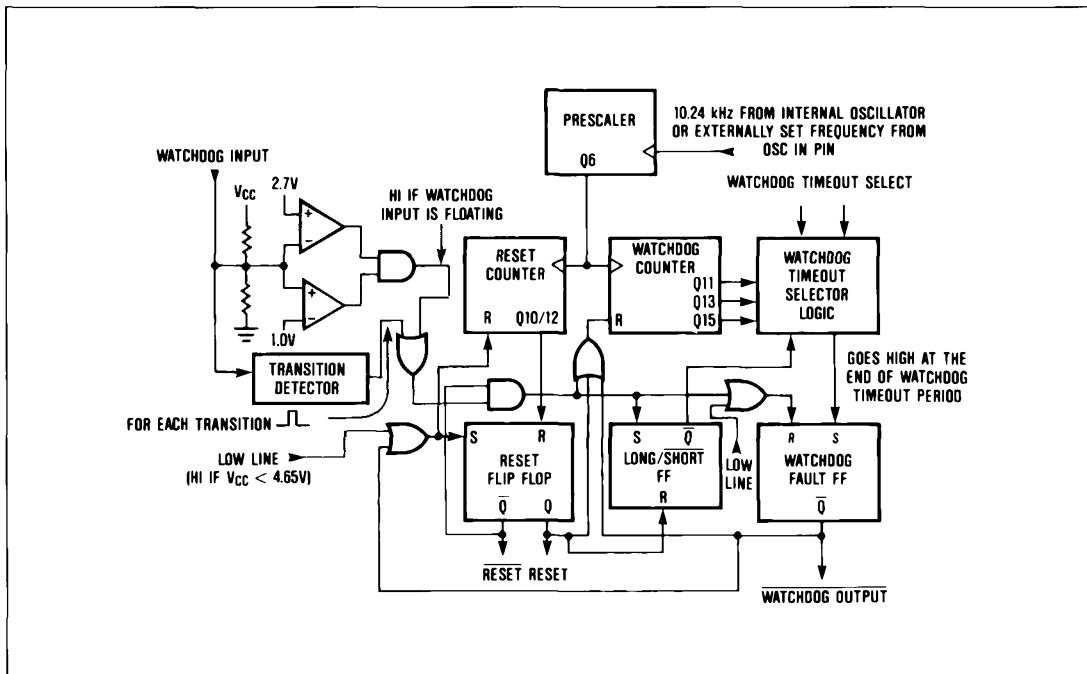 PRESCALER
Q6
10.24 kHz FROM INTERNAL OSCILLATOR
OR EXTERNALLY SET FREQUENCY FROM
OSC IN PIN
WATCHDOG INPUT
VCC
2.7V
+
−
+
−
1.0V
HI IF WATCHDOG
INPUT IS FLOATING
WATCHDOG TIMEOUT SELECT
RESET
COUNTER
R
Q10/12
WATCHDOG
COUNTER
Q11
Q13
Q15
R
WATCHDOG
TIMEOUT
SELECTOR
LOGIC
TRANSITION
DETECTOR
FOR EACH TRANSITION
GOES HIGH AT THE
END OF WATCHDOG
TIMEOUT PERIOD
LOW LINE
(HI IF VCC < 4.65V)
S
R
RESET
FLIP FLOP
Q̅
Q
S
Q̅
LONG/S̅H̅O̅R̅T̅
FF
R
LOW
LINE
R
S
WATCHDOG
FAULT FF
Q̅
R̅E̅S̅E̅T̅ RESET
W̅A̅T̅C̅H̅D̅O̅G̅ O̅U̅T̅P̅U̅T̅